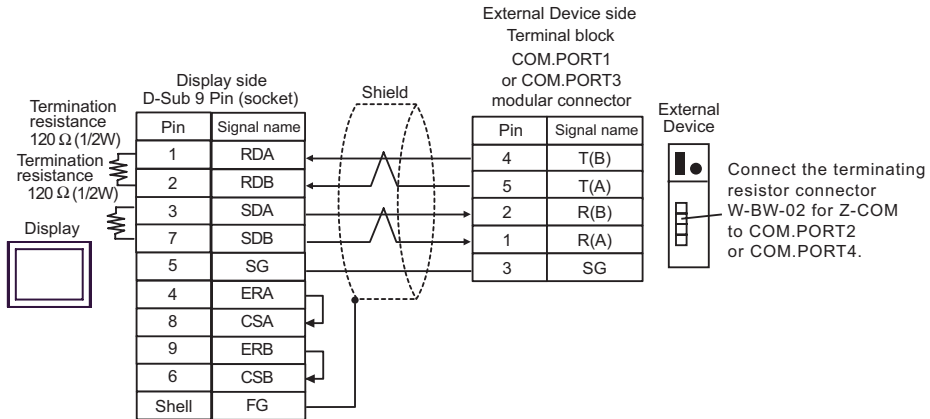 External Device side
Terminal block
COM.PORT1
or COM.PORT3
modular connector
Display side
D-Sub 9 Pin (socket)
Shield
External
Device
Termination
resistance
120 Ω (1/2W)
Termination
resistance
120 Ω (1/2W)
Display
Pin Signal name
1 RDA
2 RDB
3 SDA
7 SDB
5 SG
4 ERA
8 CSA
9 ERB
6 CSB
Shell FG
Pin Signal name
4 T(B)
5 T(A)
2 R(B)
1 R(A)
3 SG
Connect the terminating
resistor connector
W-BW-02 for Z-COM
to COM.PORT2
or COM.PORT4.